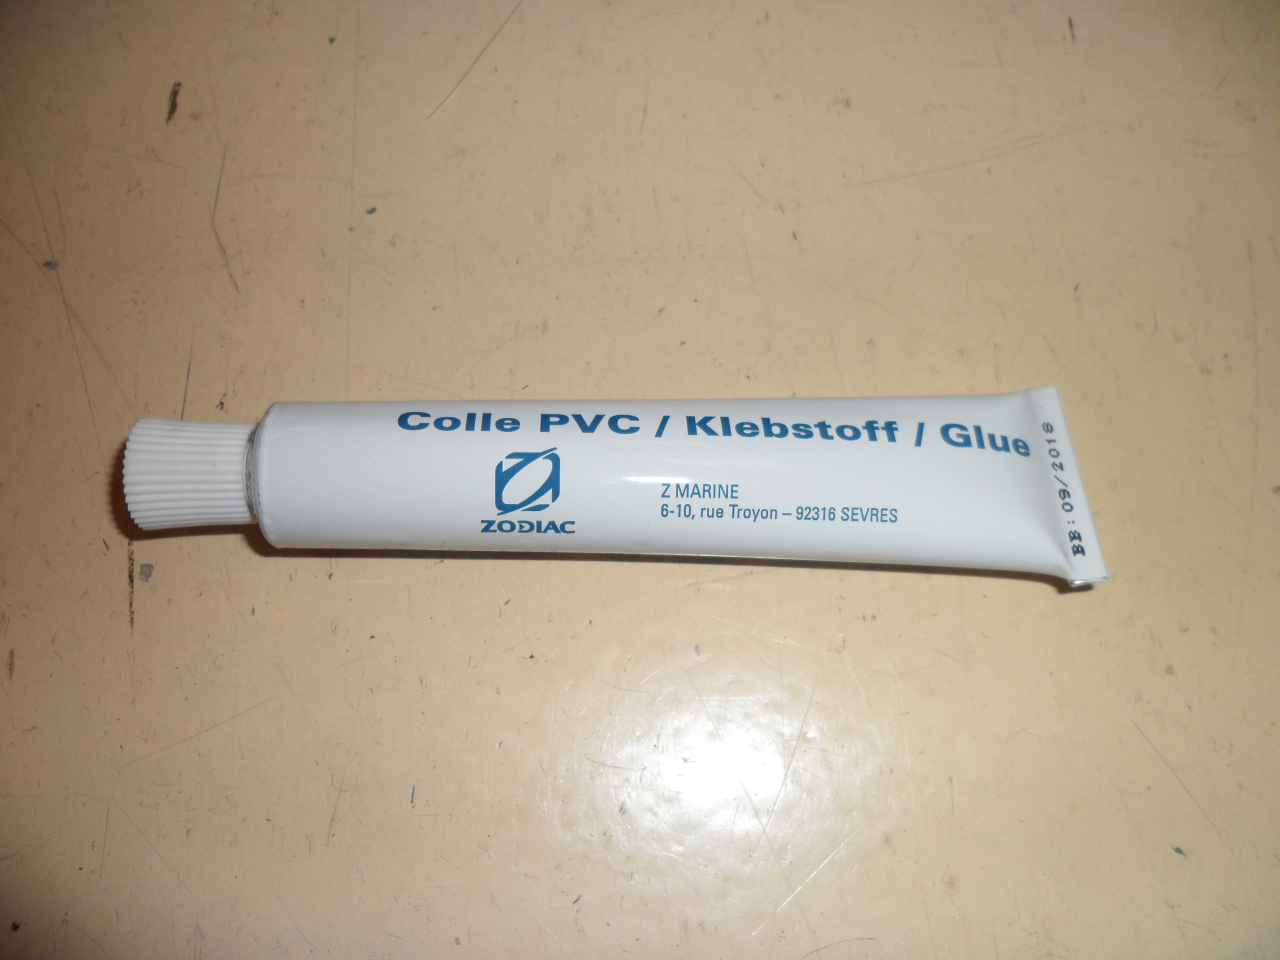 Colle PVC / Klebstoff / Glue
ZODIAC
Z MARINE
6-10, rue Troyon – 92316 SEVRES
BB: 09/2018